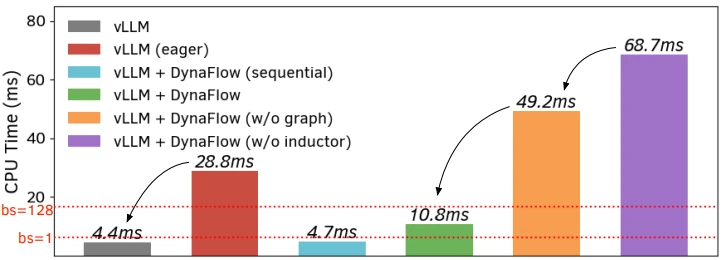 CPU Time (ms)
80
60
40
20
bs=128
bs=1
vLLM
vLLM (eager)
vLLM + DynaFlow (sequential)
vLLM + DynaFlow
vLLM + DynaFlow (w/o graph)
vLLM + DynaFlow (w/o inductor)
4.4ms
28.8ms
4.7ms
10.8ms
49.2ms
68.7ms